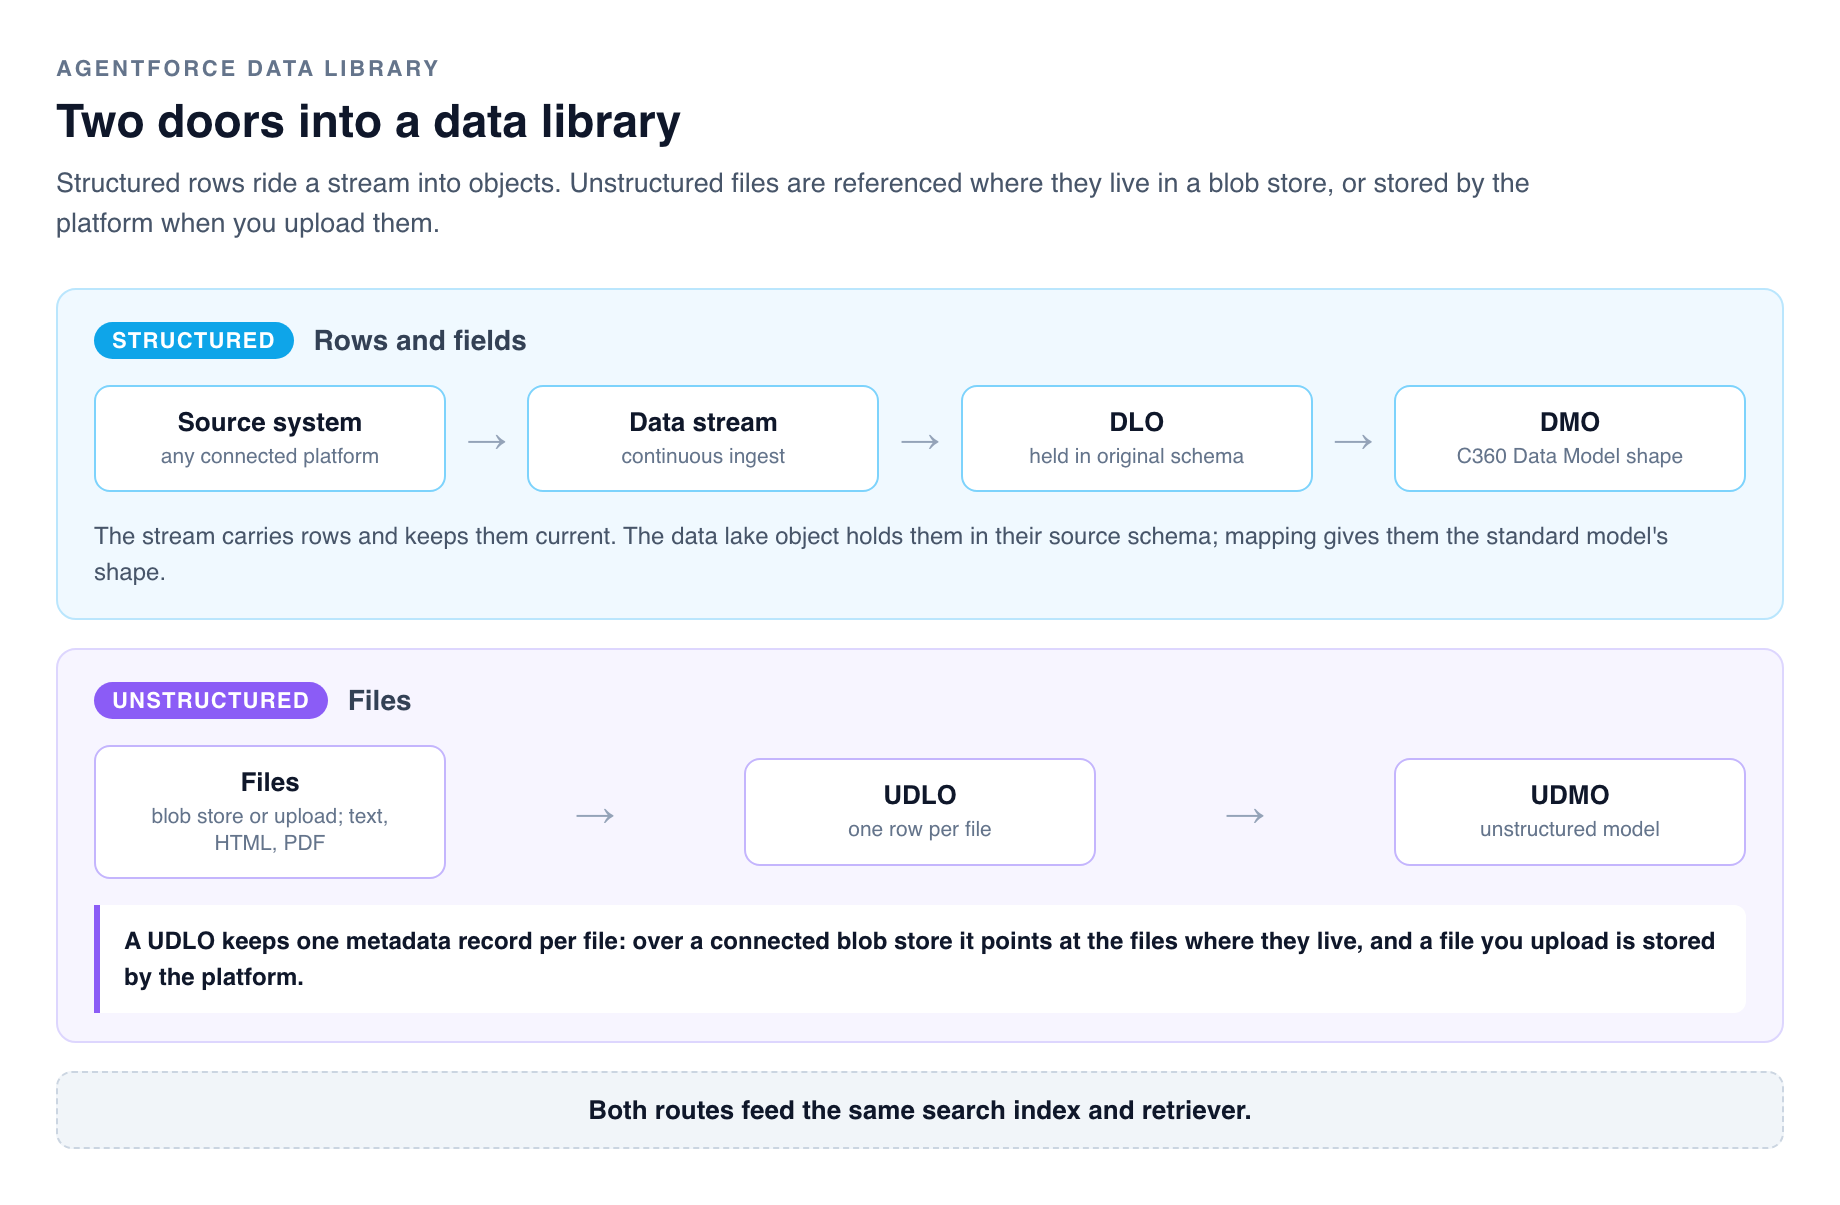 AGENTFORCE DATA LIBRARY
Two doors into a data library
Structured rows ride a stream into objects. Unstructured files are referenced where they live in a blob store, or stored by the
platform when you upload them.
STRUCTURED Rows and fields
Source system
any connected platform
→
Data stream
continuous ingest
→
DLO
held in original schema
→
DMO
C360 Data Model shape
The stream carries rows and keeps them current. The data lake object holds them in their source schema; mapping gives them the standard model's
shape.
UNSTRUCTURED Files
Files
blob store or upload; text,
HTML, PDF
→
UDLO
one row per file
→
UDMO
unstructured model
A UDLO keeps one metadata record per file: over a connected blob store it points at the files where they live, and a file you upload is stored
by the platform.
Both routes feed the same search index and retriever.